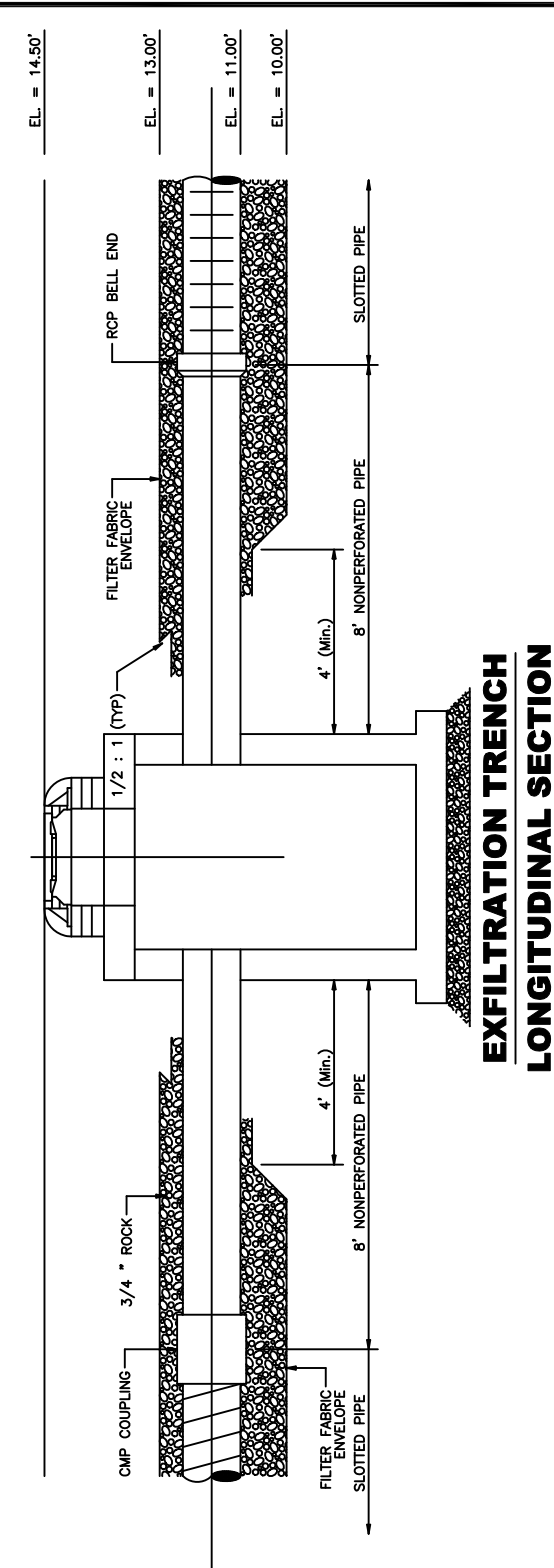 EL. = 14.50'
EL. = 13.00'
EL. = 11.00'
EL. = 10.00'
RCP BELL END
SLOTTED PIPE
FILTER FABRIC
ENVELOPE
8' NONPERFORATED PIPE
4' (Min.)
1/2 : 1 (TYP)
4' (Min.)
8' NONPERFORATED PIPE
3/4 " ROCK
CMP COUPLING
FILTER FABRIC
ENVELOPE
SLOTTED PIPE
EXFILTRATION TRENCH
LONGITUDINAL SECTION